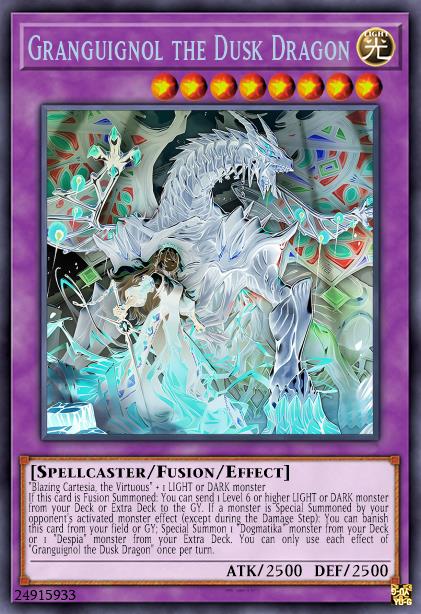 Granguignol the Dusk Dragon
LIGHT
光
[Spellcaster/Fusion/Effect]
"Blazing Cartesia, the Virtuous" + 1 LIGHT or DARK monster
If this card is Fusion Summoned: You can send 1 Level 6 or higher LIGHT or DARK monster
from your Deck or Extra Deck to the GY. If a monster is Special Summoned by your
opponent's activated monster effect (except during the Damage Step): You can banish
this card from your field or GY; Special Summon 1 "Dogmatika" monster from your Deck
or 1 "Despia" monster from your Extra Deck. You can only use each effect of
"Granguignol the Dusk Dragon" once per turn.
ATK/2500 DEF/2500
24915933